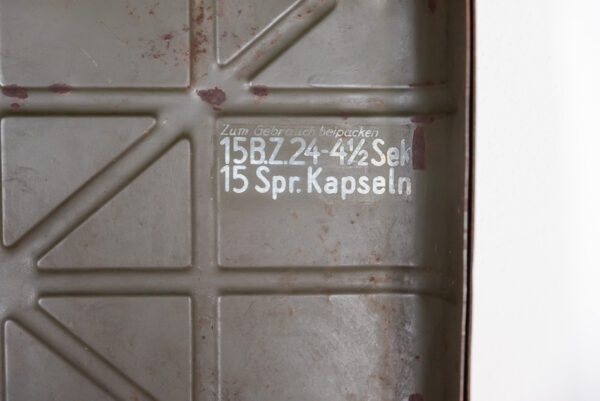 Zum Gebrauch beipacken
15 B.Z. 24-4½ Sek
15 Spr. Kapseln